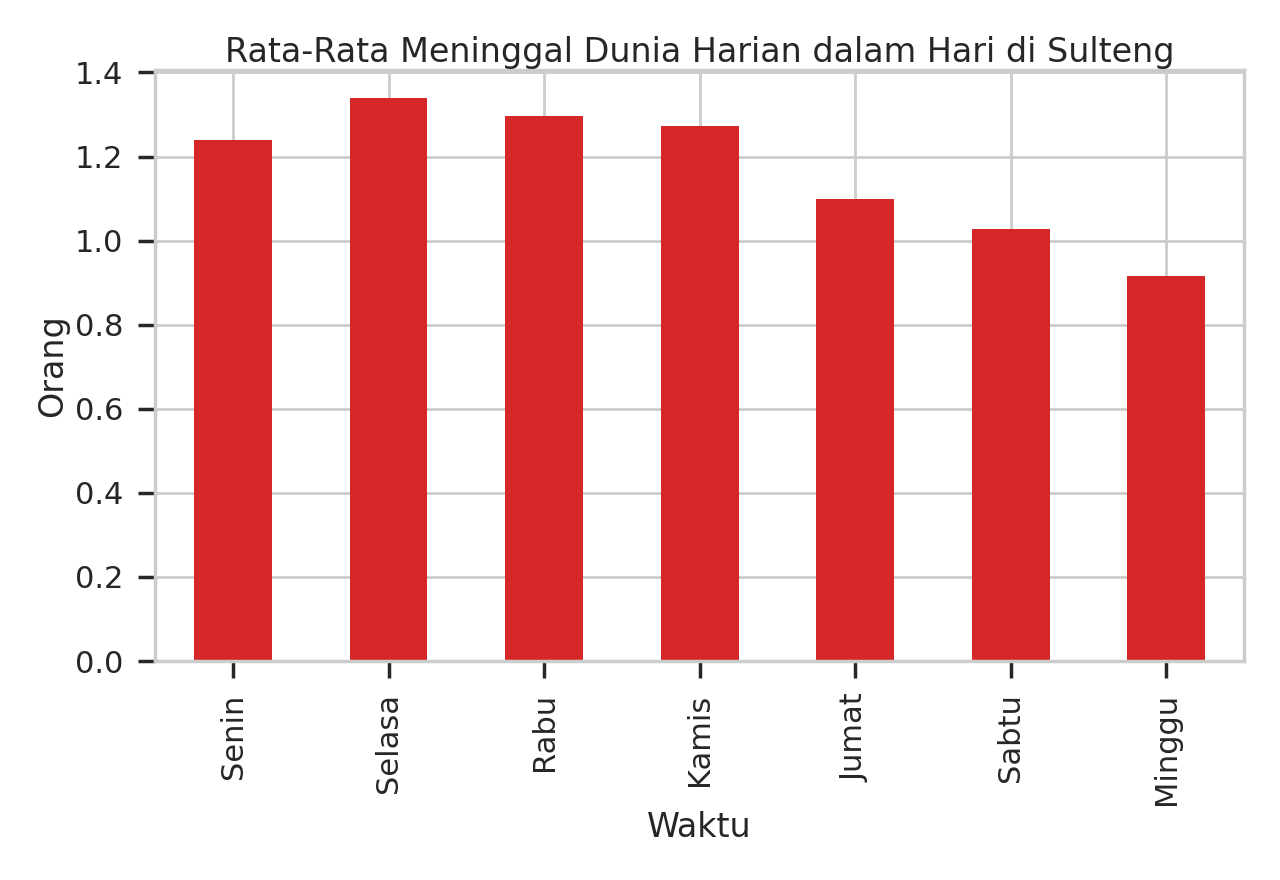 Rata-Rata Meninggal Dunia Harian dalam Hari di Sulteng
1.4
1.2
1.0
0.8
0.6
0.4
0.2
0.0
Orang
Senin
Selasa
Rabu
Kamis
Jumat
Sabtu
Minggu
Waktu